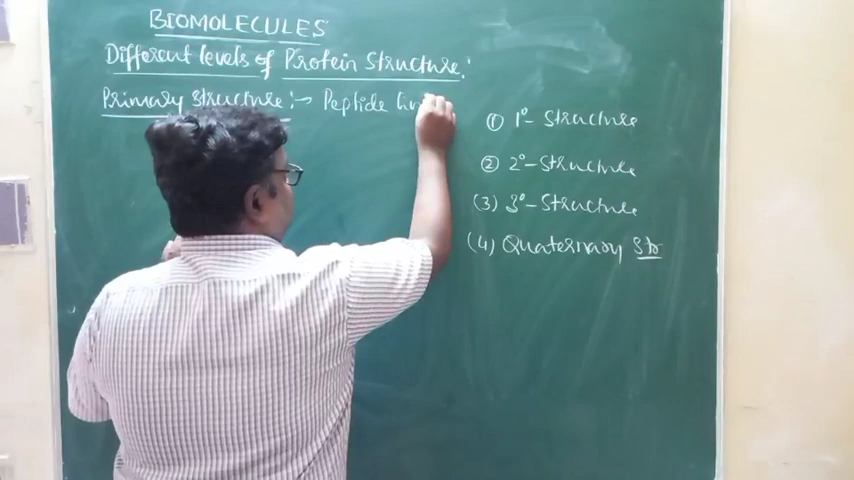 BIOMOLECULES
Different levels of Protein Structure:
Primary Structure:→ Peptide lin
① 1°- Structure
② 2°- Structure
(3) 3°- Structure
(4) Quaternary Str